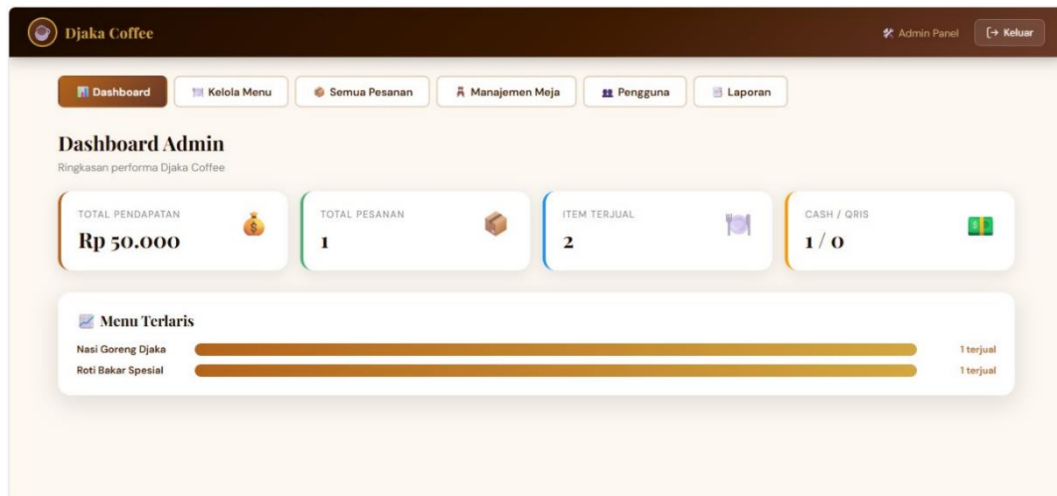 Djaka Coffee
Admin Panel
Keluar
Dashboard
Kelola Menu
Semua Pesanan
Manajemen Meja
Pengguna
Laporan
Dashboard Admin
Ringkasan performa Djaka Coffee
TOTAL PENDAPATAN
Rp 50.000
TOTAL PESANAN
1
ITEM TERJUAL
2
CASH / QRIS
1 / 0
Menu Terlaris
Nasi Goreng Djaka
1 terjual
Roti Bakar Spesial
1 terjual